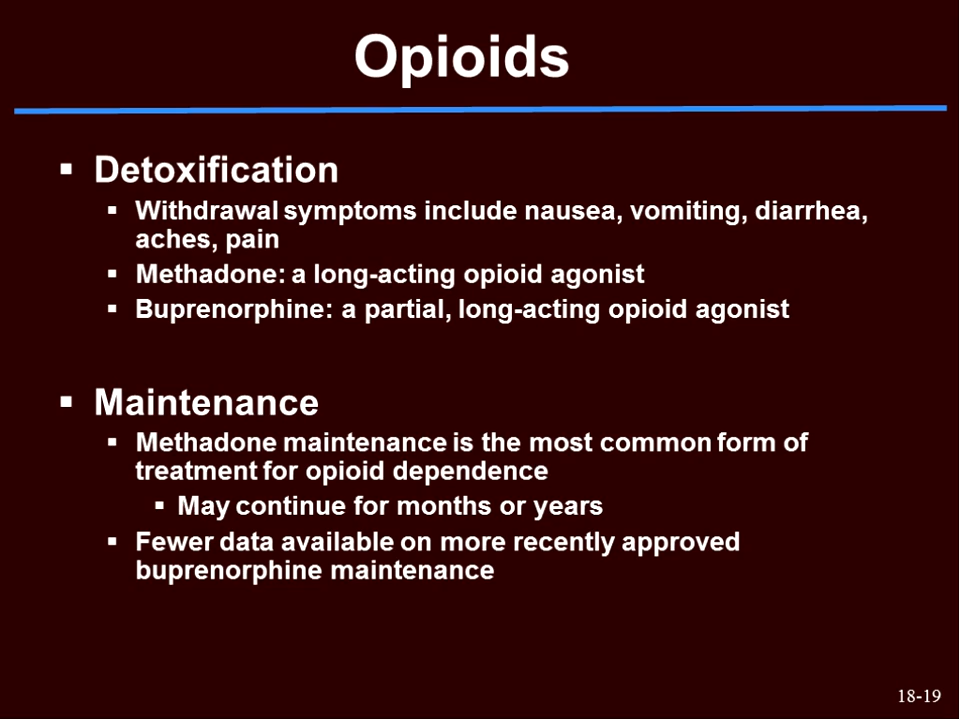 Opioids
▪ Detoxification
▪ Withdrawal symptoms include nausea, vomiting, diarrhea,
aches, pain
▪ Methadone: a long-acting opioid agonist
▪ Buprenorphine: a partial, long-acting opioid agonist
▪ Maintenance
▪ Methadone maintenance is the most common form of
treatment for opioid dependence
▪ May continue for months or years
▪ Fewer data available on more recently approved
buprenorphine maintenance
18-19